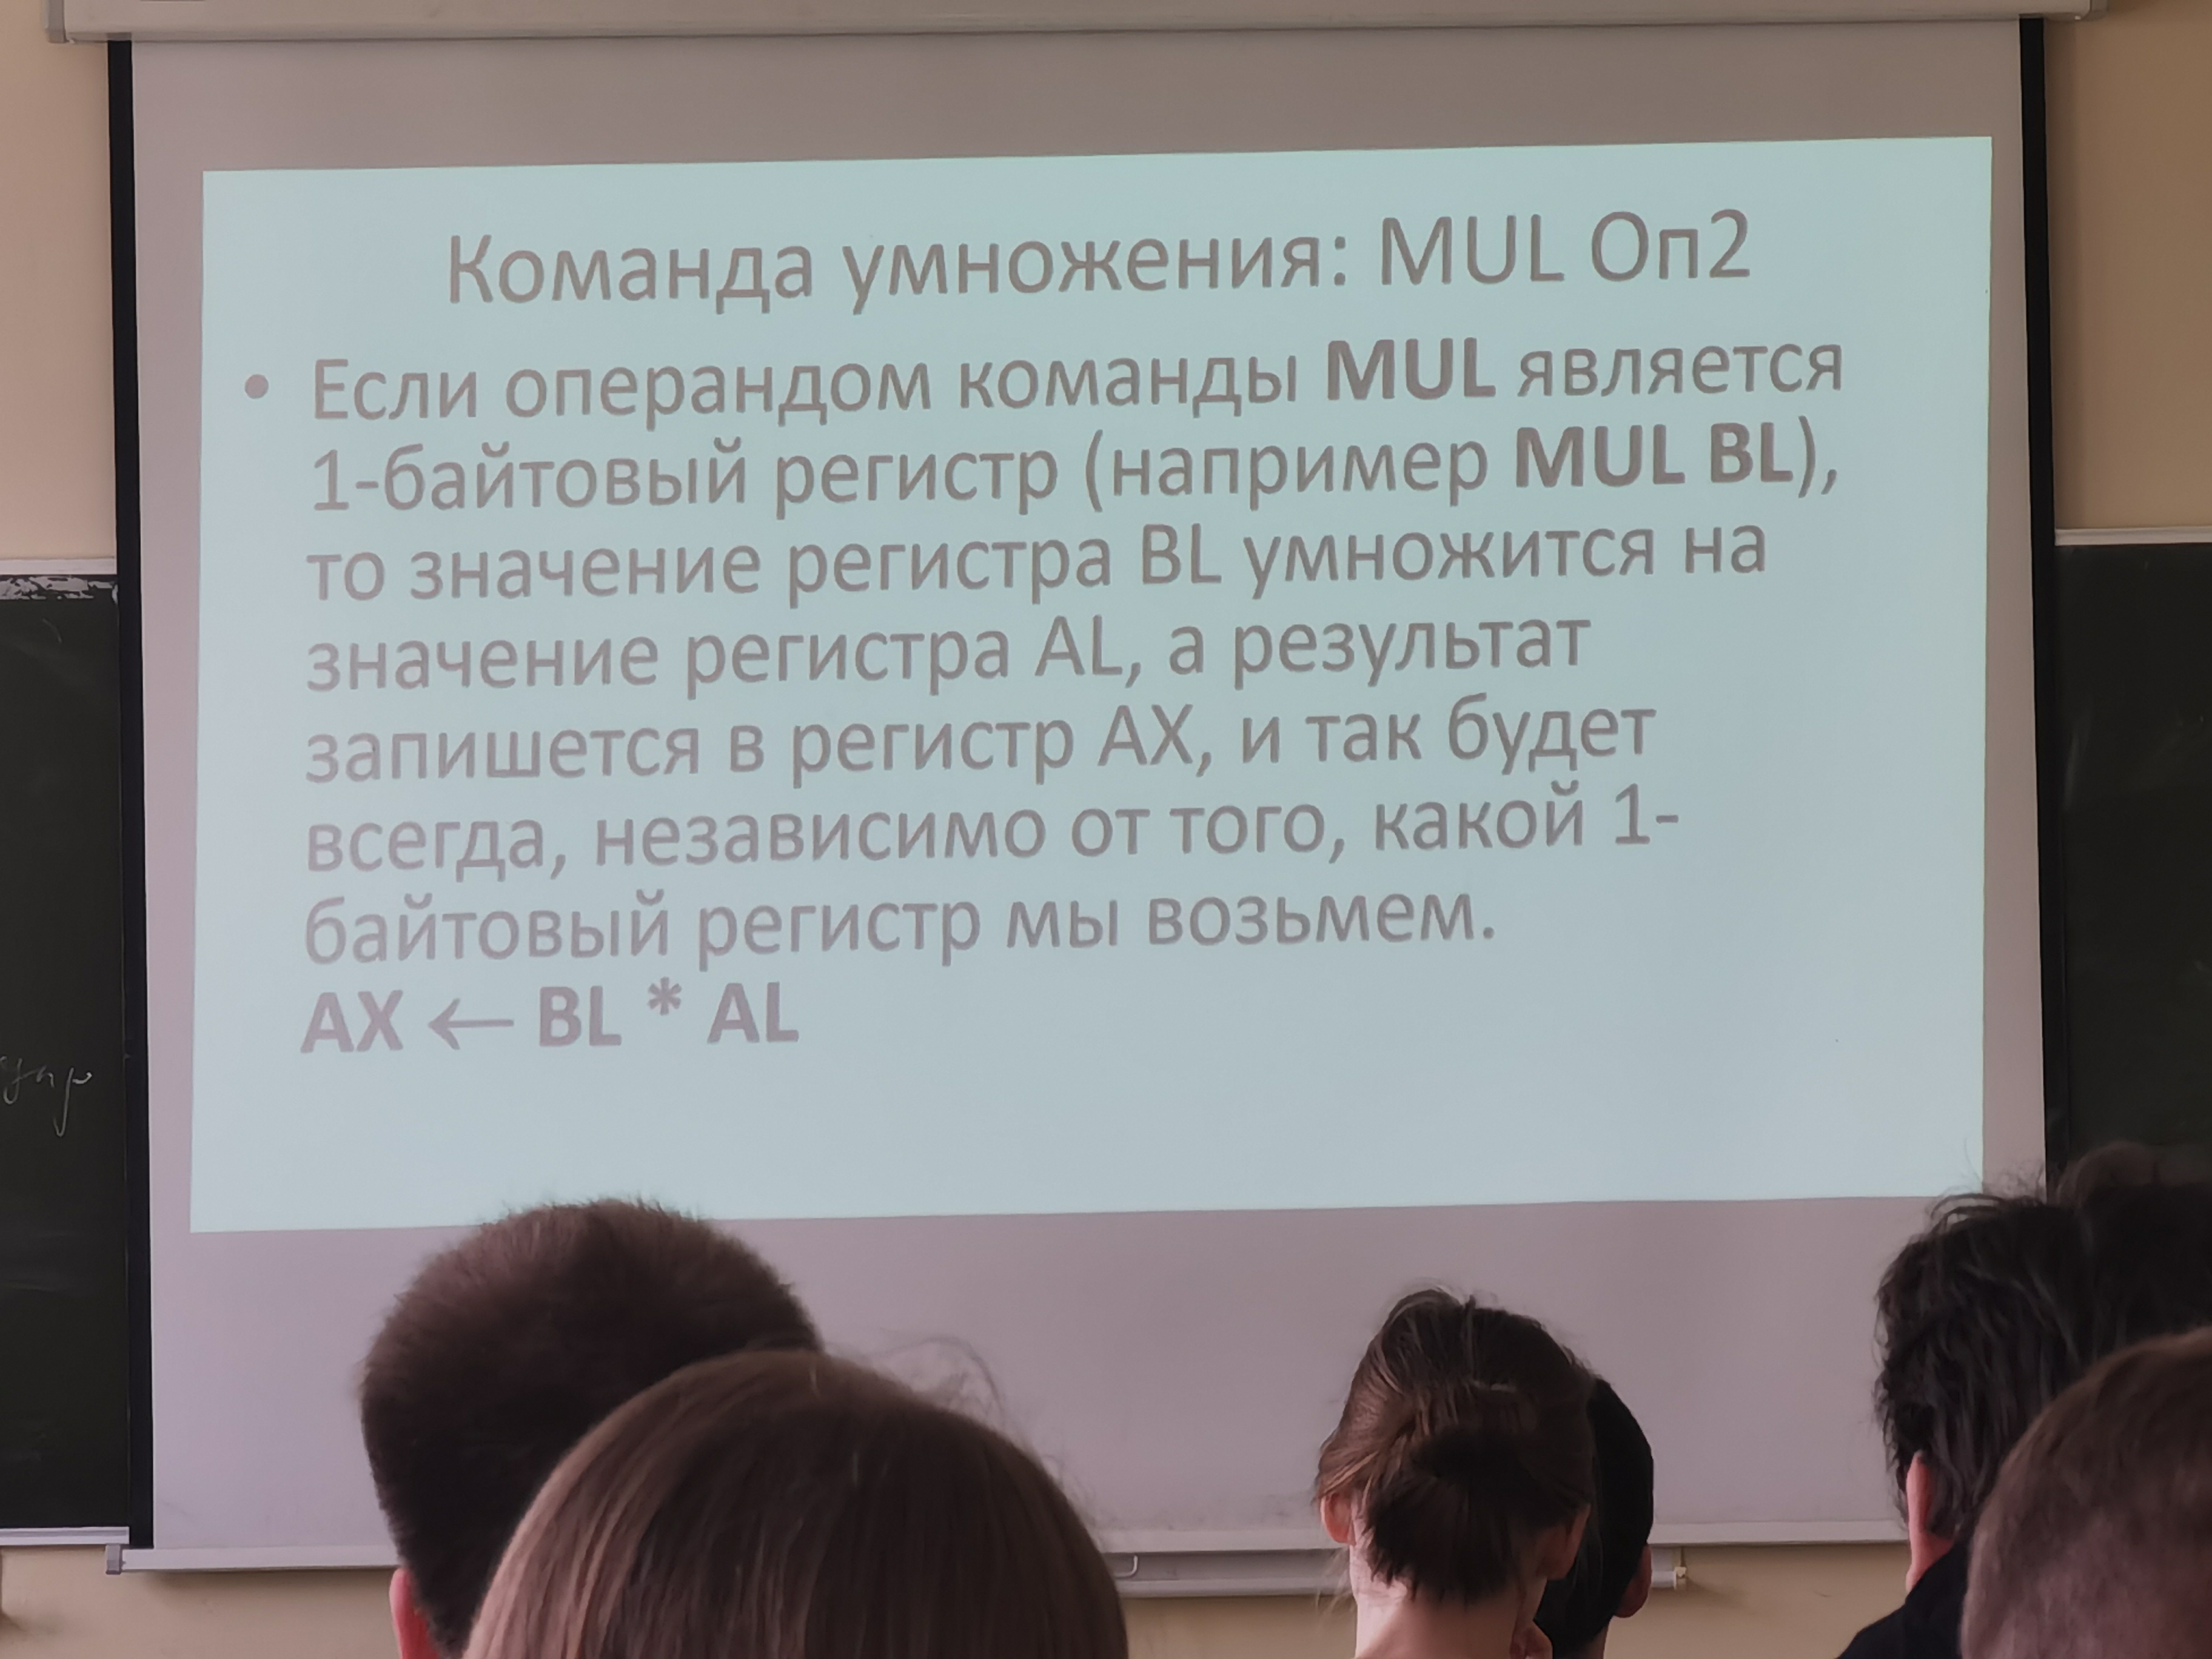 Команда умножения: MUL Оп2
• Если операндом команды MUL является
1-байтовый регистр (например MUL BL),
то значение регистра BL умножится на
значение регистра AL, а результат
запишется в регистр AX, и так будет
всегда, независимо от того, какой 1-
байтовый регистр мы возьмем.
AX ← BL * AL